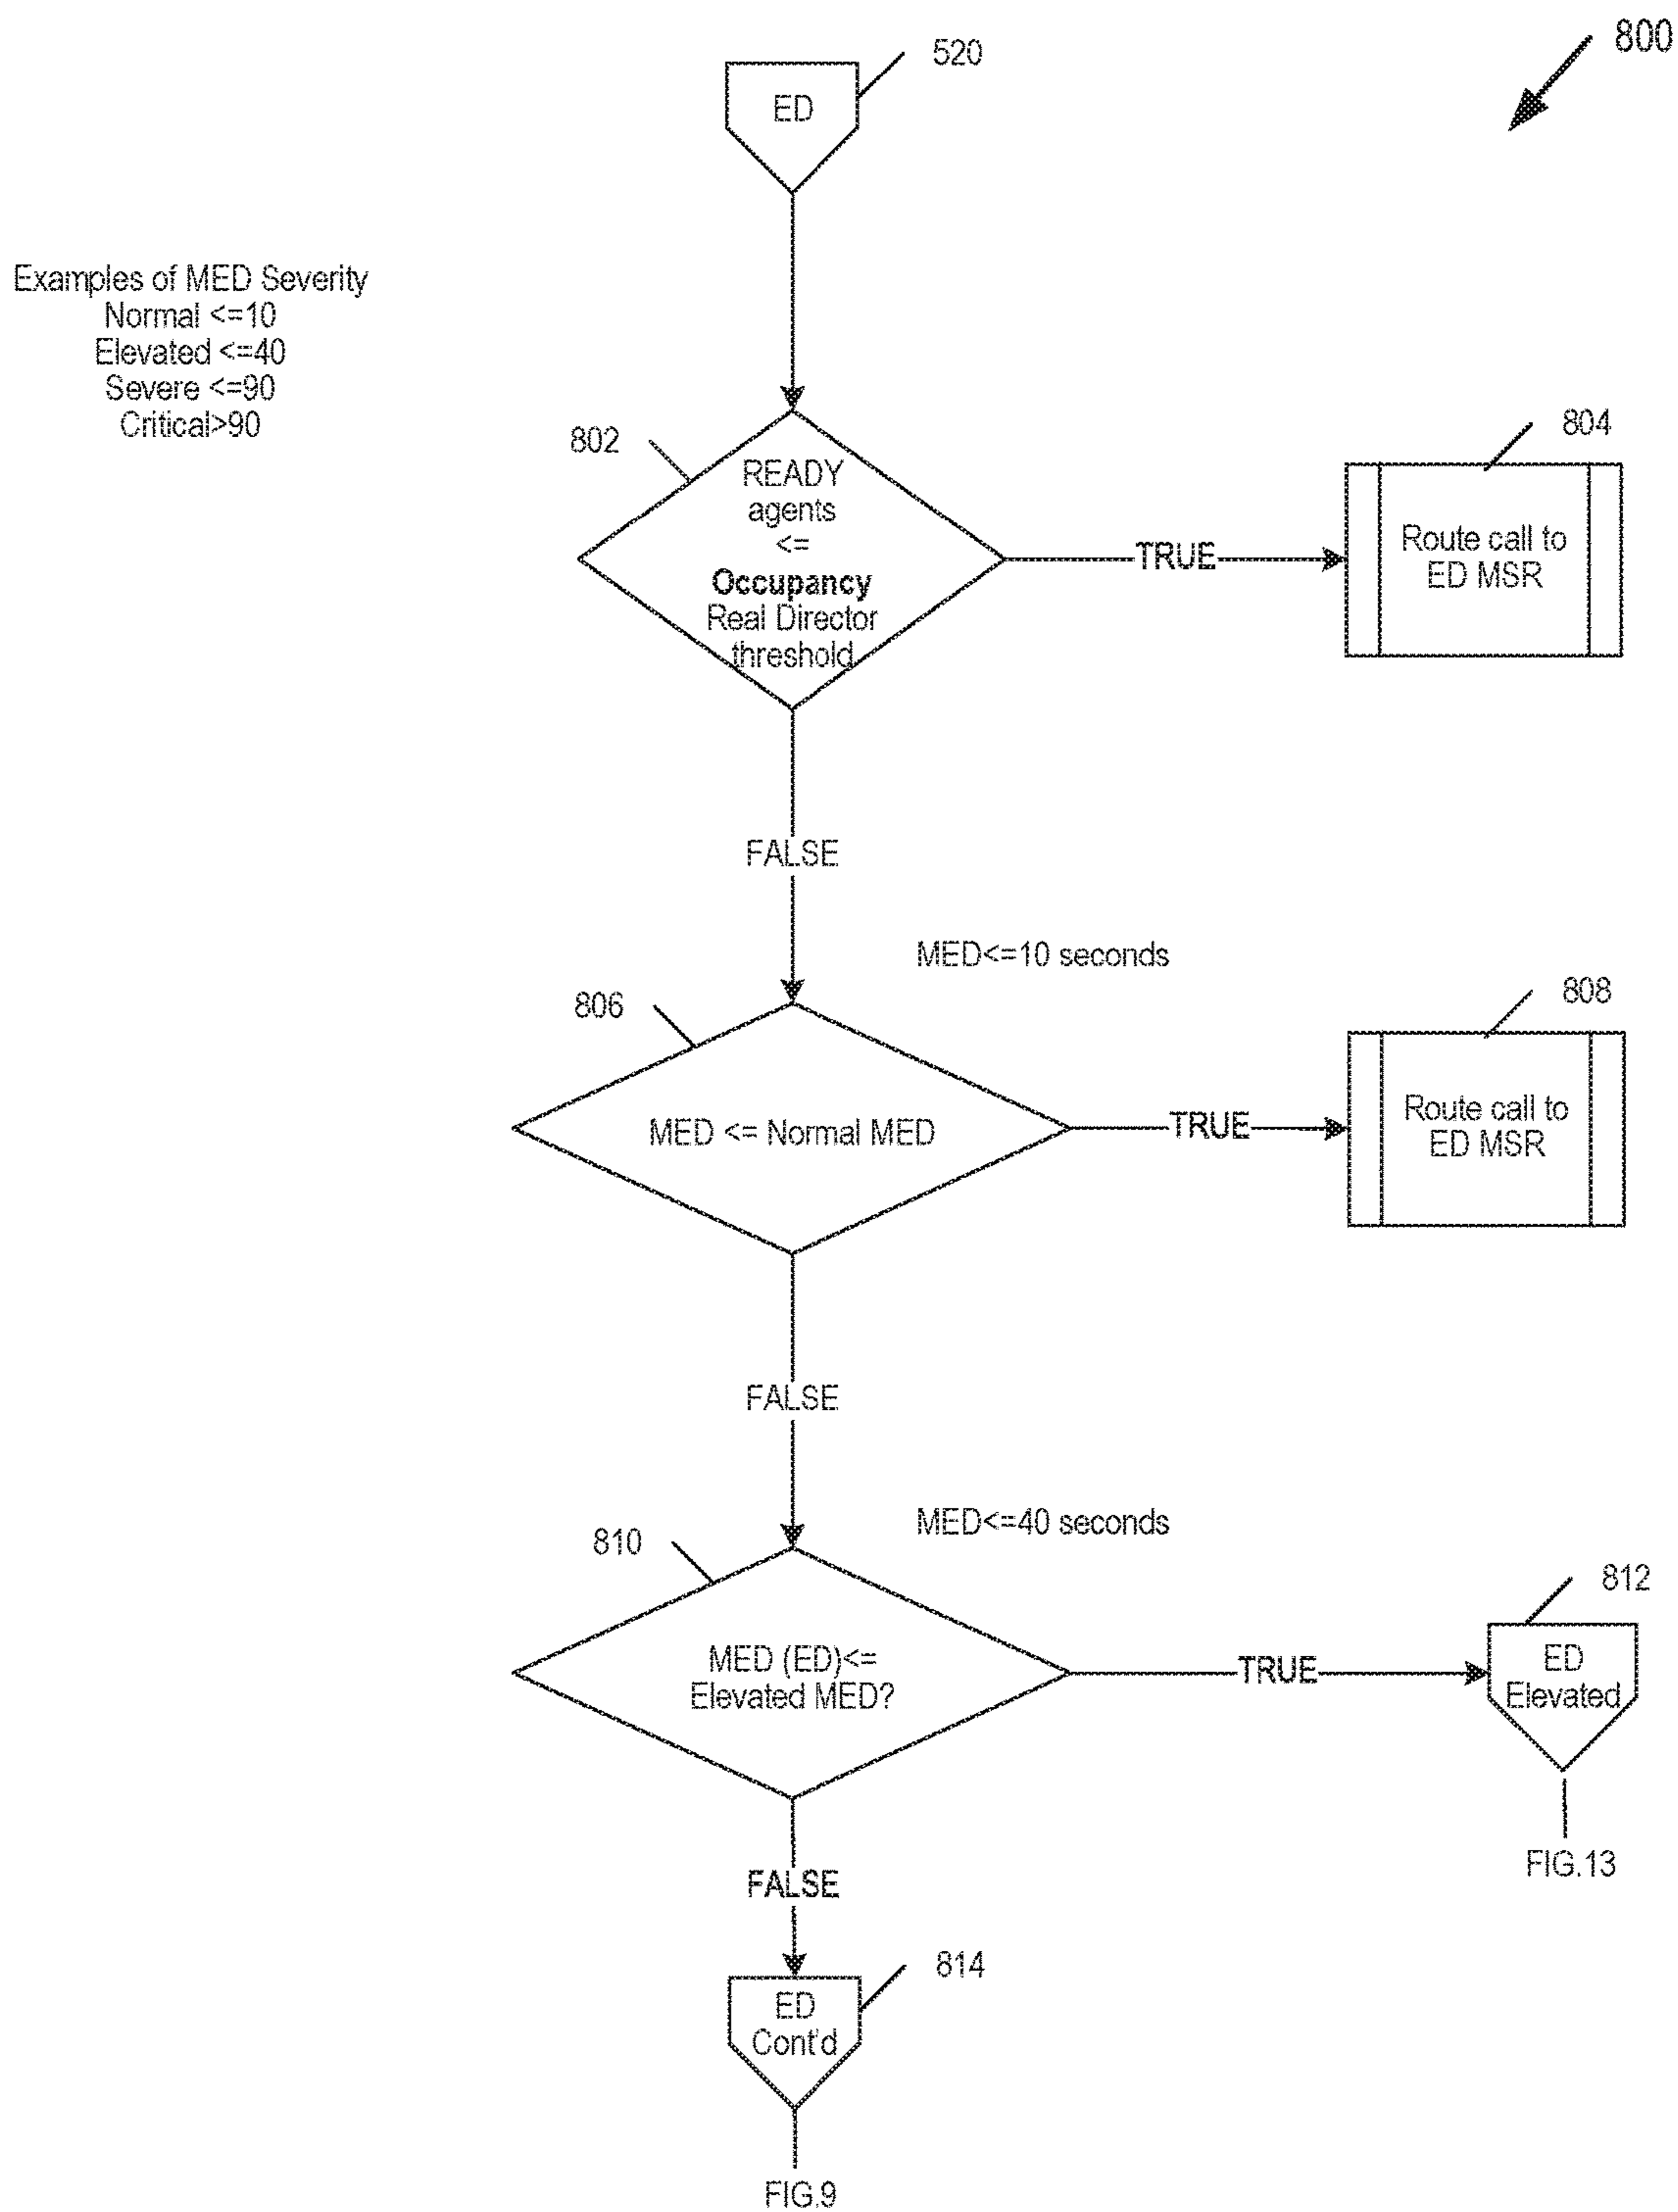 800
520
ED
Examples of MED Severity
Normal <=10
Elevated <=40
Severe <=90
Critical>90
802
READY
agents
<=
Occupancy
Real Director
threshold
TRUE
804
Route call to
ED MSR
FALSE
MED<=10 seconds
806
MED <= Normal MED
TRUE
808
Route call to
ED MSR
FALSE
MED<=40 seconds
810
MED (ED)<=
Elevated MED?
TRUE
812
ED
Elevated
FIG.13
FALSE
814
ED
Cont'd
FIG.9